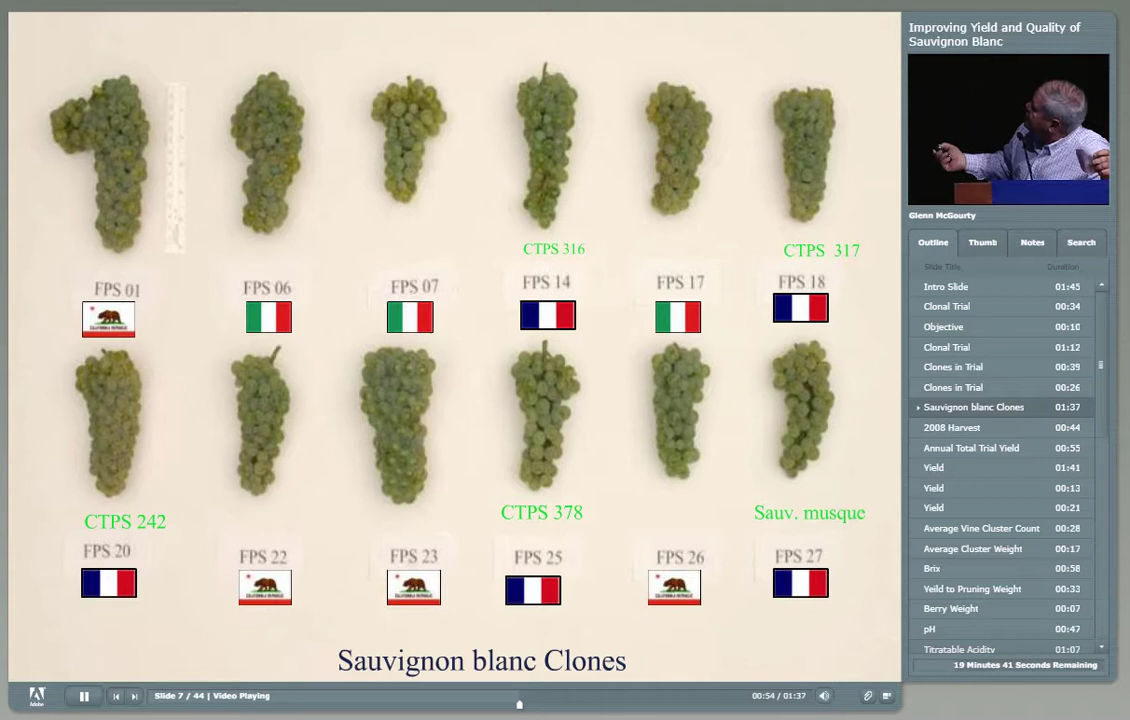 Improving Yield and Quality of
Sauvignon Blanc
Glenn McGourty
CTPS 316
CTPS 317
FPS 01
FPS 06
FPS 07
FPS 14
FPS 17
FPS 18
CTPS 242
CTPS 378
Sauv. musque
FPS 20
FPS 22
FPS 23
FPS 25
FPS 26
FPS 27
Sauvignon blanc Clones
Outline
Thumb
Notes
Search
Slide Title Duration
Intro Slide 01:45
Clonal Trial 00:34
Objective 00:10
Clonal Trial 01:12
Clones in Trial 00:39
Clones in Trial 00:26
Sauvignon blanc Clones 01:37
2008 Harvest 00:44
Annual Total Trial Yield 00:55
Yield 01:41
Yield 00:13
Yield 00:21
Average Vine Cluster Count 00:28
Average Cluster Weight 00:17
Brix 00:58
Yeild to Pruning Weight 00:33
Berry Weight 00:07
pH 00:47
Titratable Acidity 01:07
19 Minutes 41 Seconds Remaining
Adobe
Slide 7 / 44 | Video Playing
00:54 / 01:37